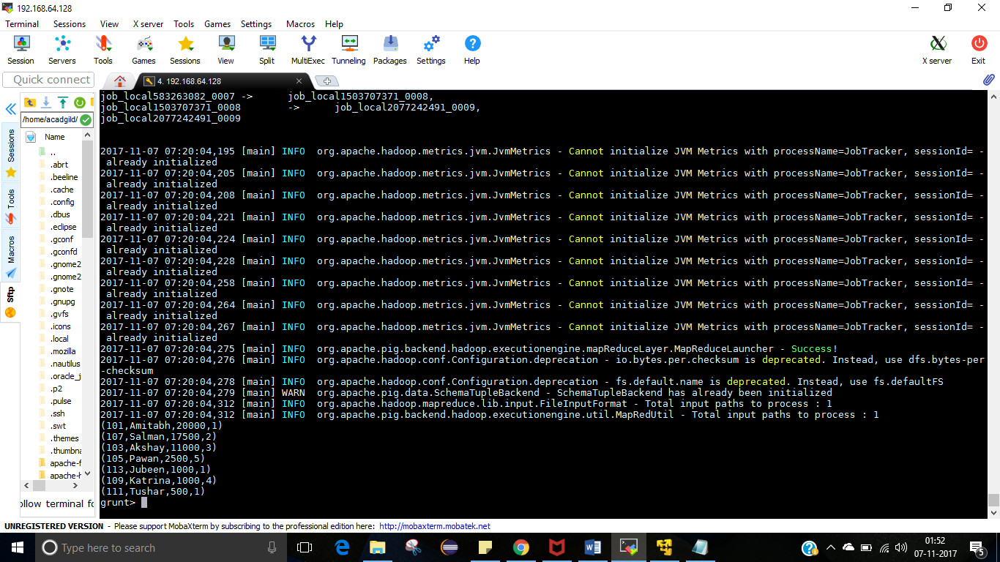 192.168.64.128
Terminal Sessions View X server Tools Games Settings Macros Help
Session Servers Tools Games Sessions View Split MultiExec Tunneling Packages Settings Help X server Exit
Quick connect
4. 192.168.64.128
/home/acadgild/
Name
..
.abrt
.beeline
.cache
.config
.dbus
.eclipse
.gconf
.gconfd
.gnome2
.gnome2
.gnote
.gnupg
.gvfs
.icons
.local
.mozilla
.nautilus
.oracle_j
.p2
.pulse
.ssh
.swt
.themes
.thumbna
apache-f
apache-h
ollow terminal fo
Sessions
Tools
Macros
Sftp
job_local583263082_0007 -> job_local1503707371_0008,
job_local1503707371_0008 -> job_local2077242491_0009,
job_local2077242491_0009
2017-11-07 07:20:04,195 [main] INFO org.apache.hadoop.metrics.jvm.JvmMetrics - Cannot initialize JVM Metrics with processName=JobTracker, sessionId= -
already initialized
2017-11-07 07:20:04,205 [main] INFO org.apache.hadoop.metrics.jvm.JvmMetrics - Cannot initialize JVM Metrics with processName=JobTracker, sessionId= -
already initialized
2017-11-07 07:20:04,208 [main] INFO org.apache.hadoop.metrics.jvm.JvmMetrics - Cannot initialize JVM Metrics with processName=JobTracker, sessionId= -
already initialized
2017-11-07 07:20:04,221 [main] INFO org.apache.hadoop.metrics.jvm.JvmMetrics - Cannot initialize JVM Metrics with processName=JobTracker, sessionId= -
already initialized
2017-11-07 07:20:04,224 [main] INFO org.apache.hadoop.metrics.jvm.JvmMetrics - Cannot initialize JVM Metrics with processName=JobTracker, sessionId= -
already initialized
2017-11-07 07:20:04,228 [main] INFO org.apache.hadoop.metrics.jvm.JvmMetrics - Cannot initialize JVM Metrics with processName=JobTracker, sessionId= -
already initialized
2017-11-07 07:20:04,258 [main] INFO org.apache.hadoop.metrics.jvm.JvmMetrics - Cannot initialize JVM Metrics with processName=JobTracker, sessionId= -
already initialized
2017-11-07 07:20:04,264 [main] INFO org.apache.hadoop.metrics.jvm.JvmMetrics - Cannot initialize JVM Metrics with processName=JobTracker, sessionId= -
already initialized
2017-11-07 07:20:04,267 [main] INFO org.apache.hadoop.metrics.jvm.JvmMetrics - Cannot initialize JVM Metrics with processName=JobTracker, sessionId= -
already initialized
2017-11-07 07:20:04,275 [main] INFO org.apache.pig.backend.hadoop.executionengine.mapReduceLayer.MapReduceLauncher - Success!
2017-11-07 07:20:04,276 [main] INFO org.apache.hadoop.conf.Configuration.deprecation - io.bytes.per.checksum is deprecated. Instead, use dfs.bytes-per
-checksum
2017-11-07 07:20:04,278 [main] INFO org.apache.hadoop.conf.Configuration.deprecation - fs.default.name is deprecated. Instead, use fs.defaultFS
2017-11-07 07:20:04,279 [main] WARN org.apache.pig.data.SchemaTupleBackend - SchemaTupleBackend has already been initialized
2017-11-07 07:20:04,312 [main] INFO org.apache.hadoop.mapreduce.lib.input.FileInputFormat - Total input paths to process : 1
2017-11-07 07:20:04,312 [main] INFO org.apache.pig.backend.hadoop.executionengine.util.MapRedUtil - Total input paths to process : 1
(101,Amitabh,20000,1)
(107,Salman,17500,2)
(103,Akshay,11000,3)
(105,Pawan,2500,5)
(113,Jubeen,1000,1)
(109,Katrina,1000,4)
(111,Tushar,500,1)
grunt>
UNREGISTERED VERSION - Please support MobaXterm by subscribing to the professional edition here: http://mobaxterm.mobatek.net
Type here to search
01:52
07-11-2017
5